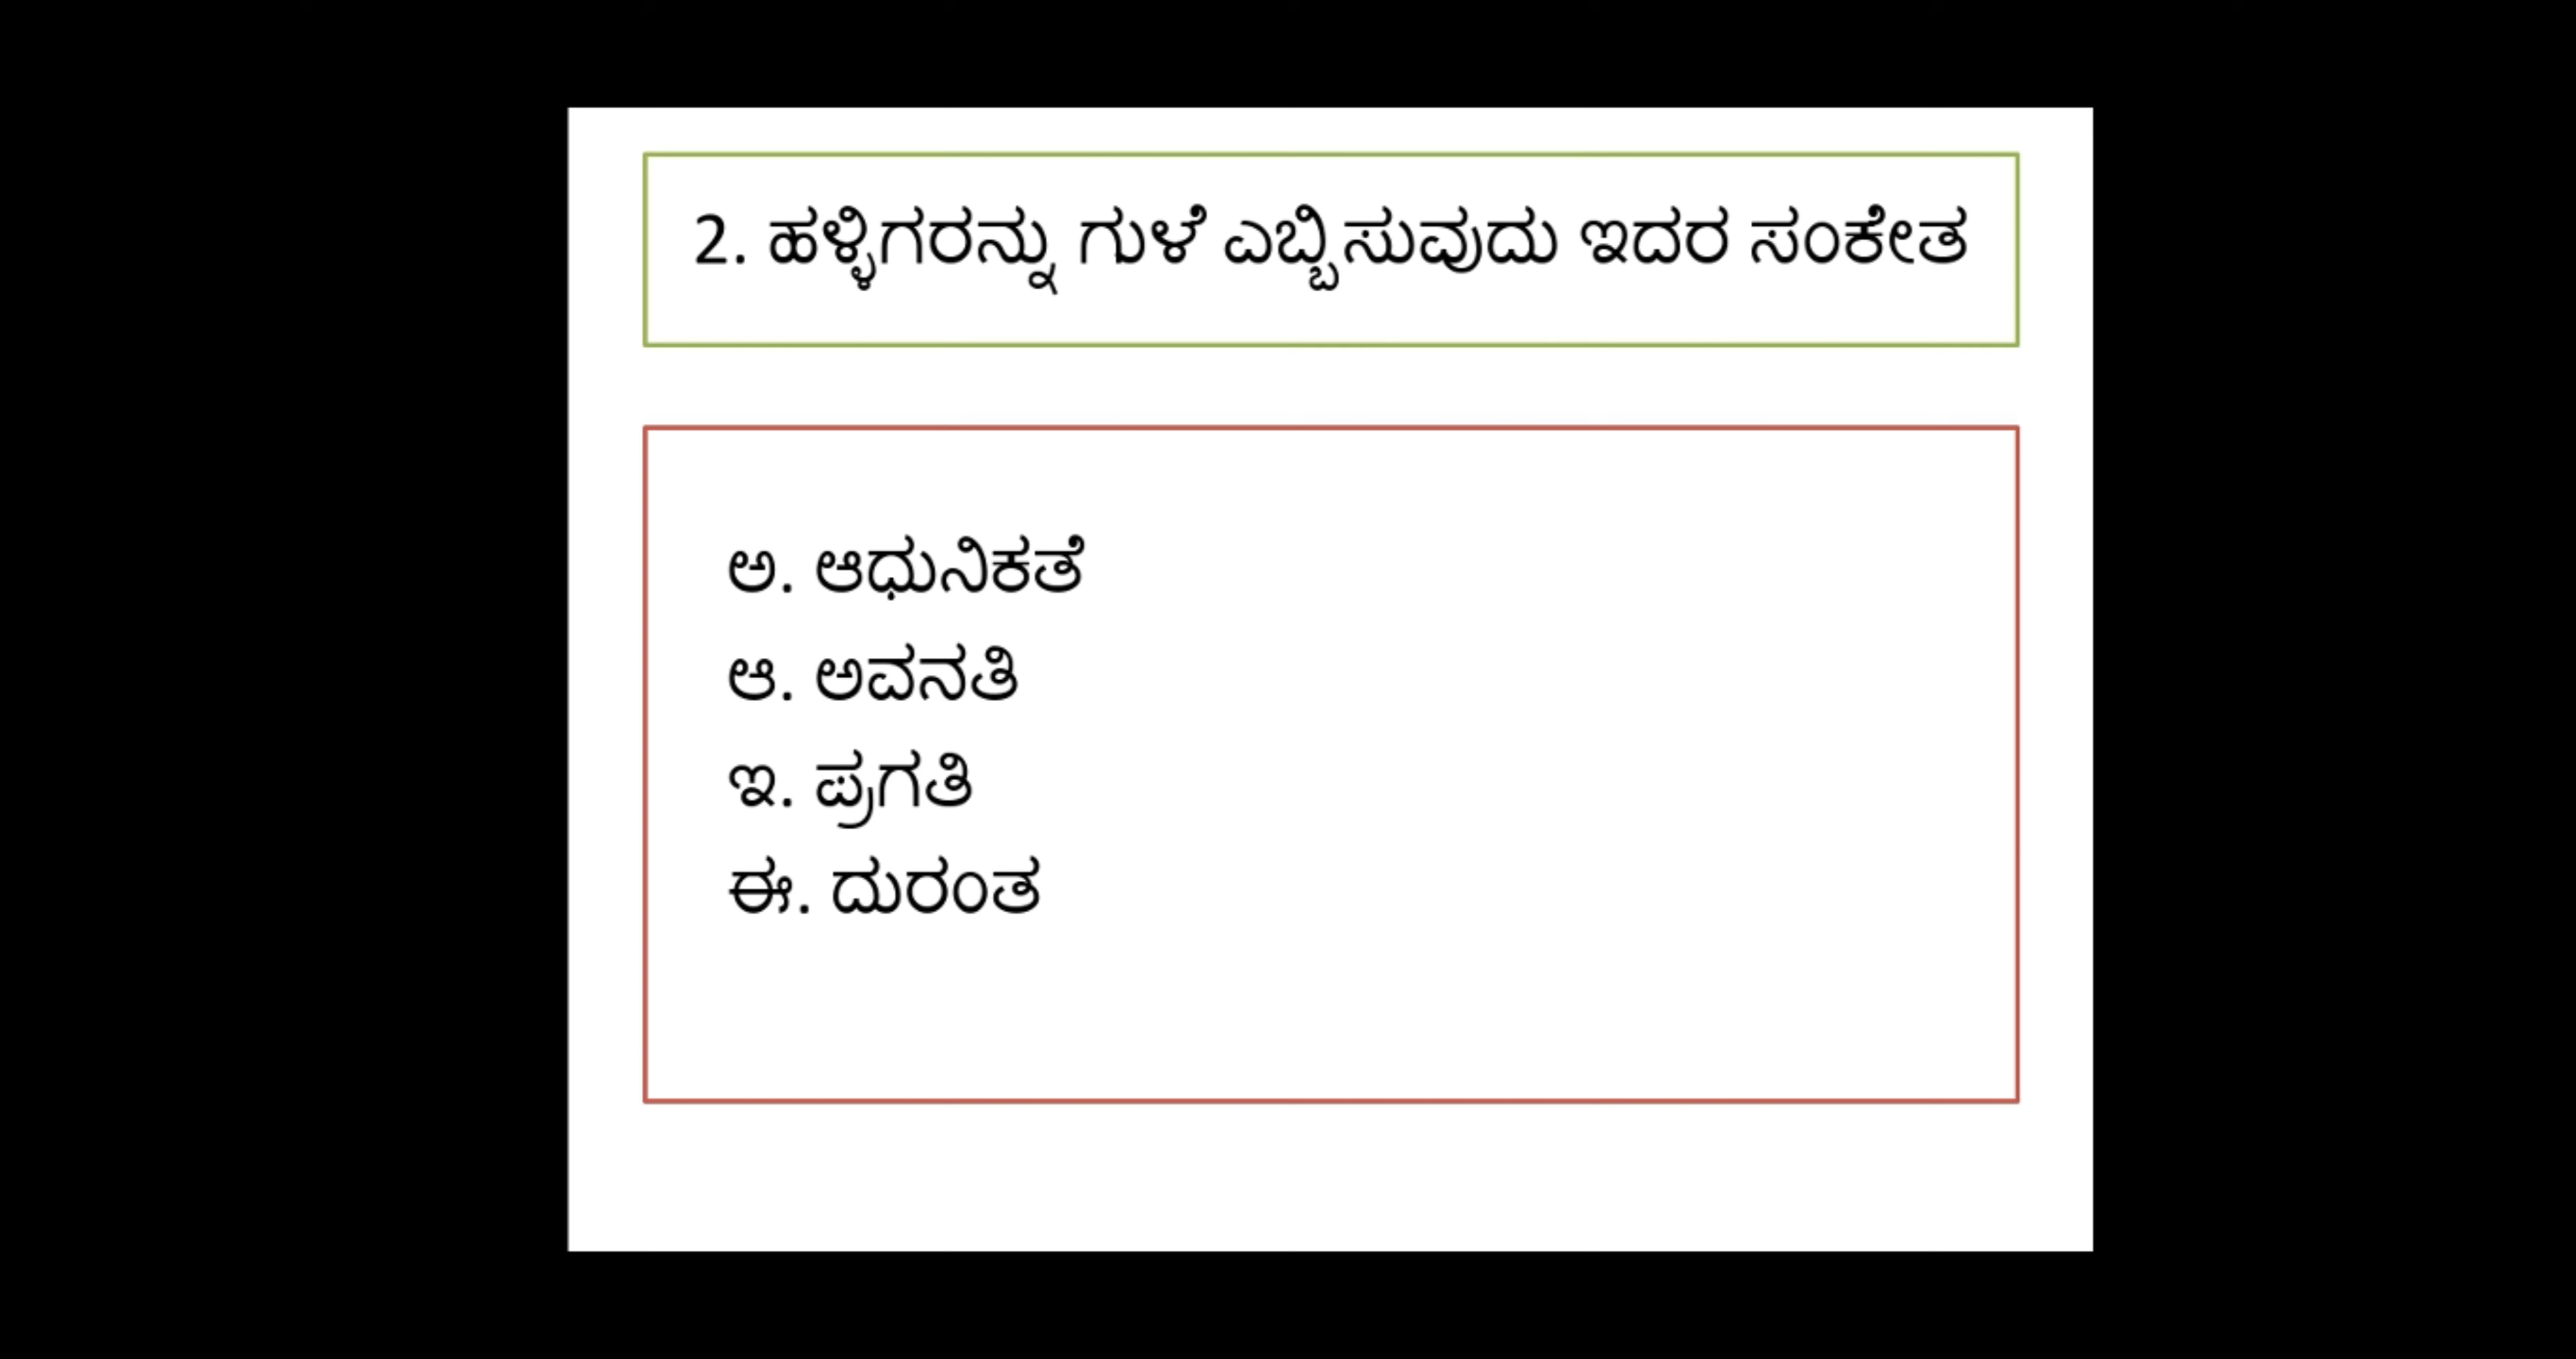 2. ಹಳ್ಳಿಗರನ್ನು ಗುಳೆ ಎಬ್ಬಿಸುವುದು ಇದರ ಸಂಕೇತ
ಅ. ಆಧುನಿಕತೆ
ಆ. ಅವನತಿ
ಇ. ಪ್ರಗತಿ
ಈ. ದುರಂತ